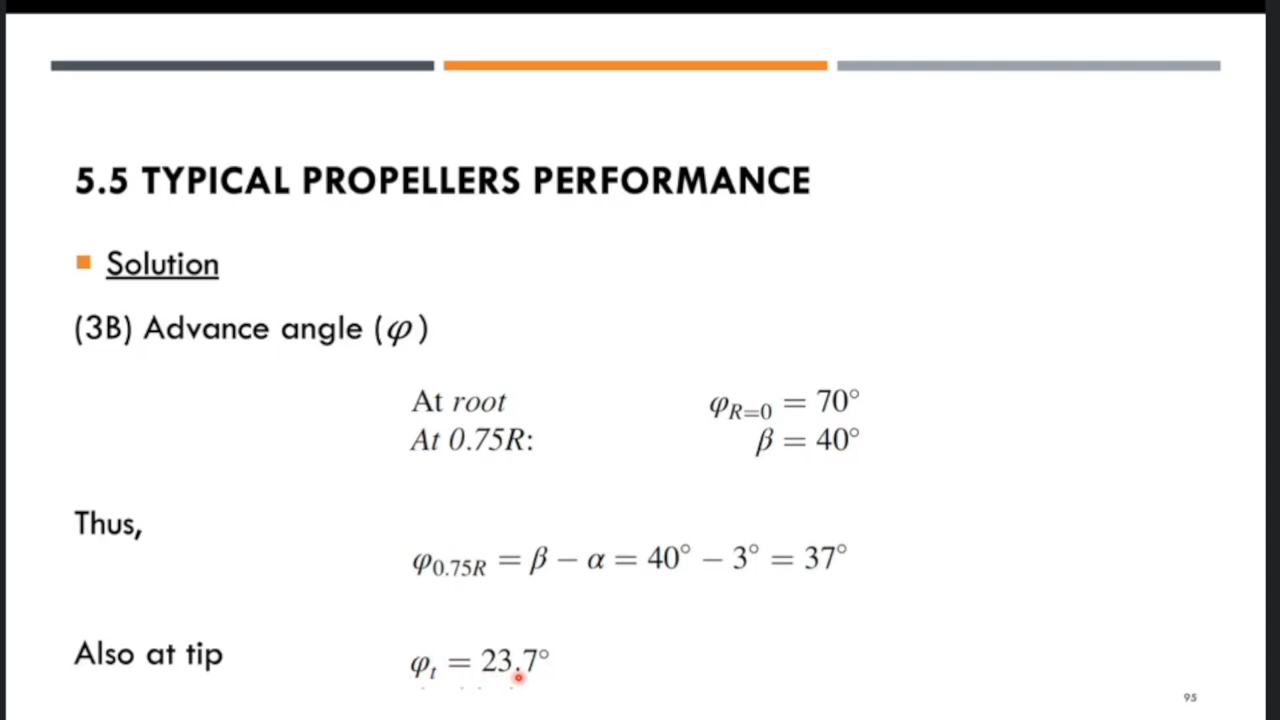 5.5 TYPICAL PROPELLERS PERFORMANCE
Solution
(3B) Advance angle (φ)
At root φ_{R=0} = 70°
At 0.75R: β = 40°
Thus,
φ_{0.75R} = β − α = 40° − 3° = 37°
Also at tip φ_t = 23.7°
95